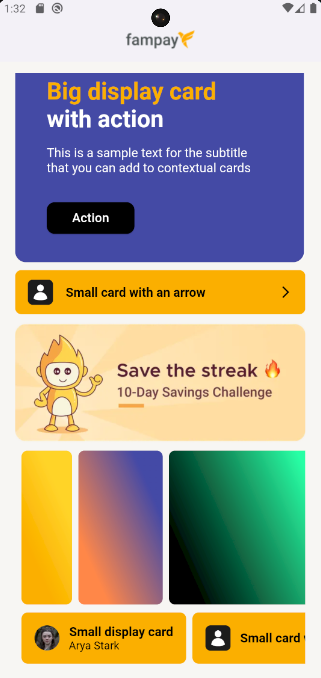 1:32
fampay
Big display card
with action
This is a sample text for the subtitle
that you can add to contextual cards
Action
Small card with an arrow
Save the streak 🔥
10-Day Savings Challenge
Small display card
Arya Stark
Small card